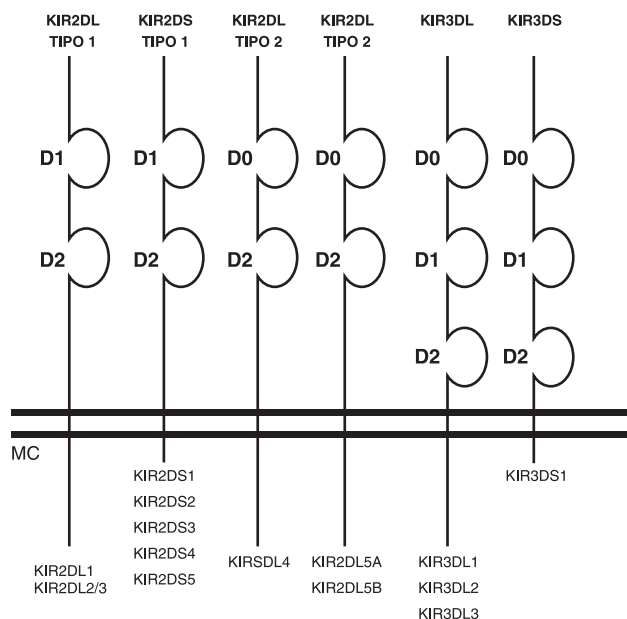 KIR2DL KIR2DS KIR2DL KIR2DL KIR3DL KIR3DS
TIPO 1 TIPO 1 TIPO 2 TIPO 2
D1 D1 D0 D0 D0 D0
D2 D2 D2 D2 D1 D1
D2 D2
MC
KIR2DS1 KIR3DS1
KIR2DS2
KIR2DS3
KIR2DS4 KIRSDL4 KIR2DL5A KIR3DL1
KIR2DL1
KIR2DS5 KIR2DL5B KIR3DL2
KIR2DL2/3
KIR3DL3